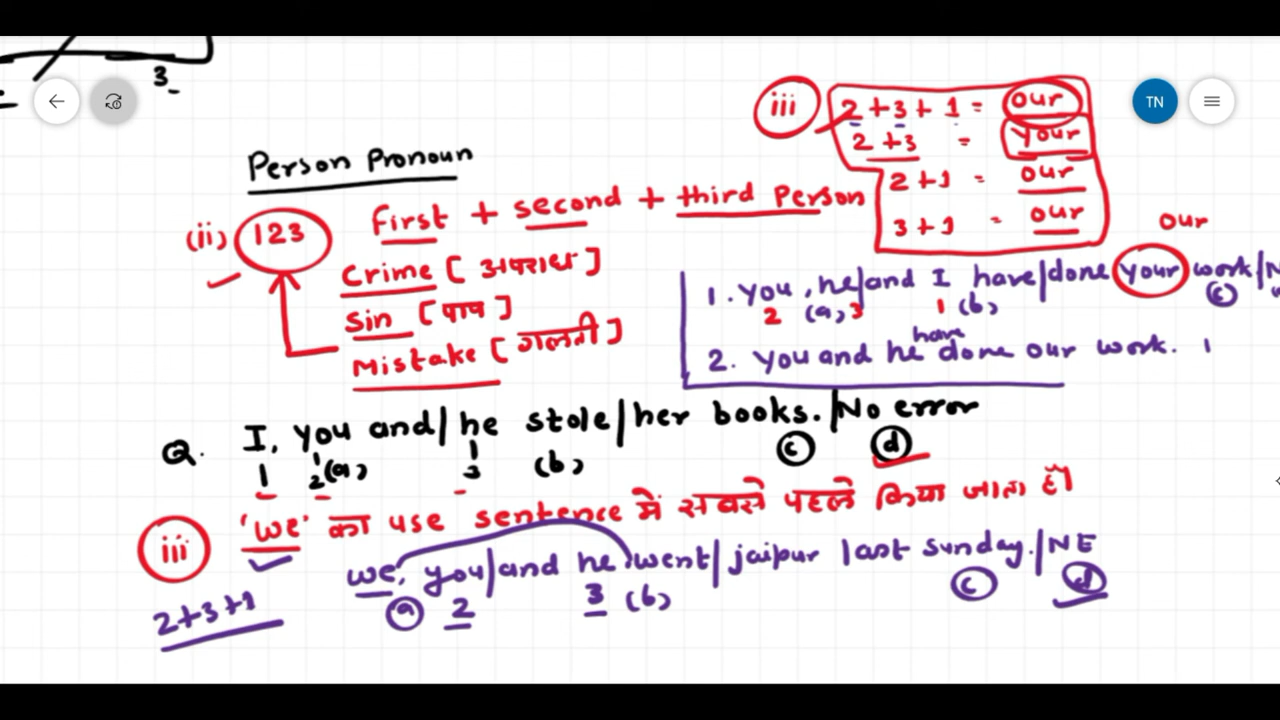 3
TN
iii
2 + 3 + 1 = our
2 + 3 = your
2 + 1 = our
3 + 1 = our
Person Pronoun
(ii) 123 first + second + third Person
Crime [ अपराध ]
Sin [ पाप ]
Mistake [ गलती ]
our
1. You, he/and I have/done your work/N
2 (a) 3 1 (b) c
have
2. You and he done our work.
Q. I, you and/he stole/her books./No error
1 2 (a) 3 (b) c d
iii 'we' का use sentence में सबसे पहले किया जाता है
we, you/and he went/jaipur last sunday./NE
2+3+1 a 2 3 (b) c d